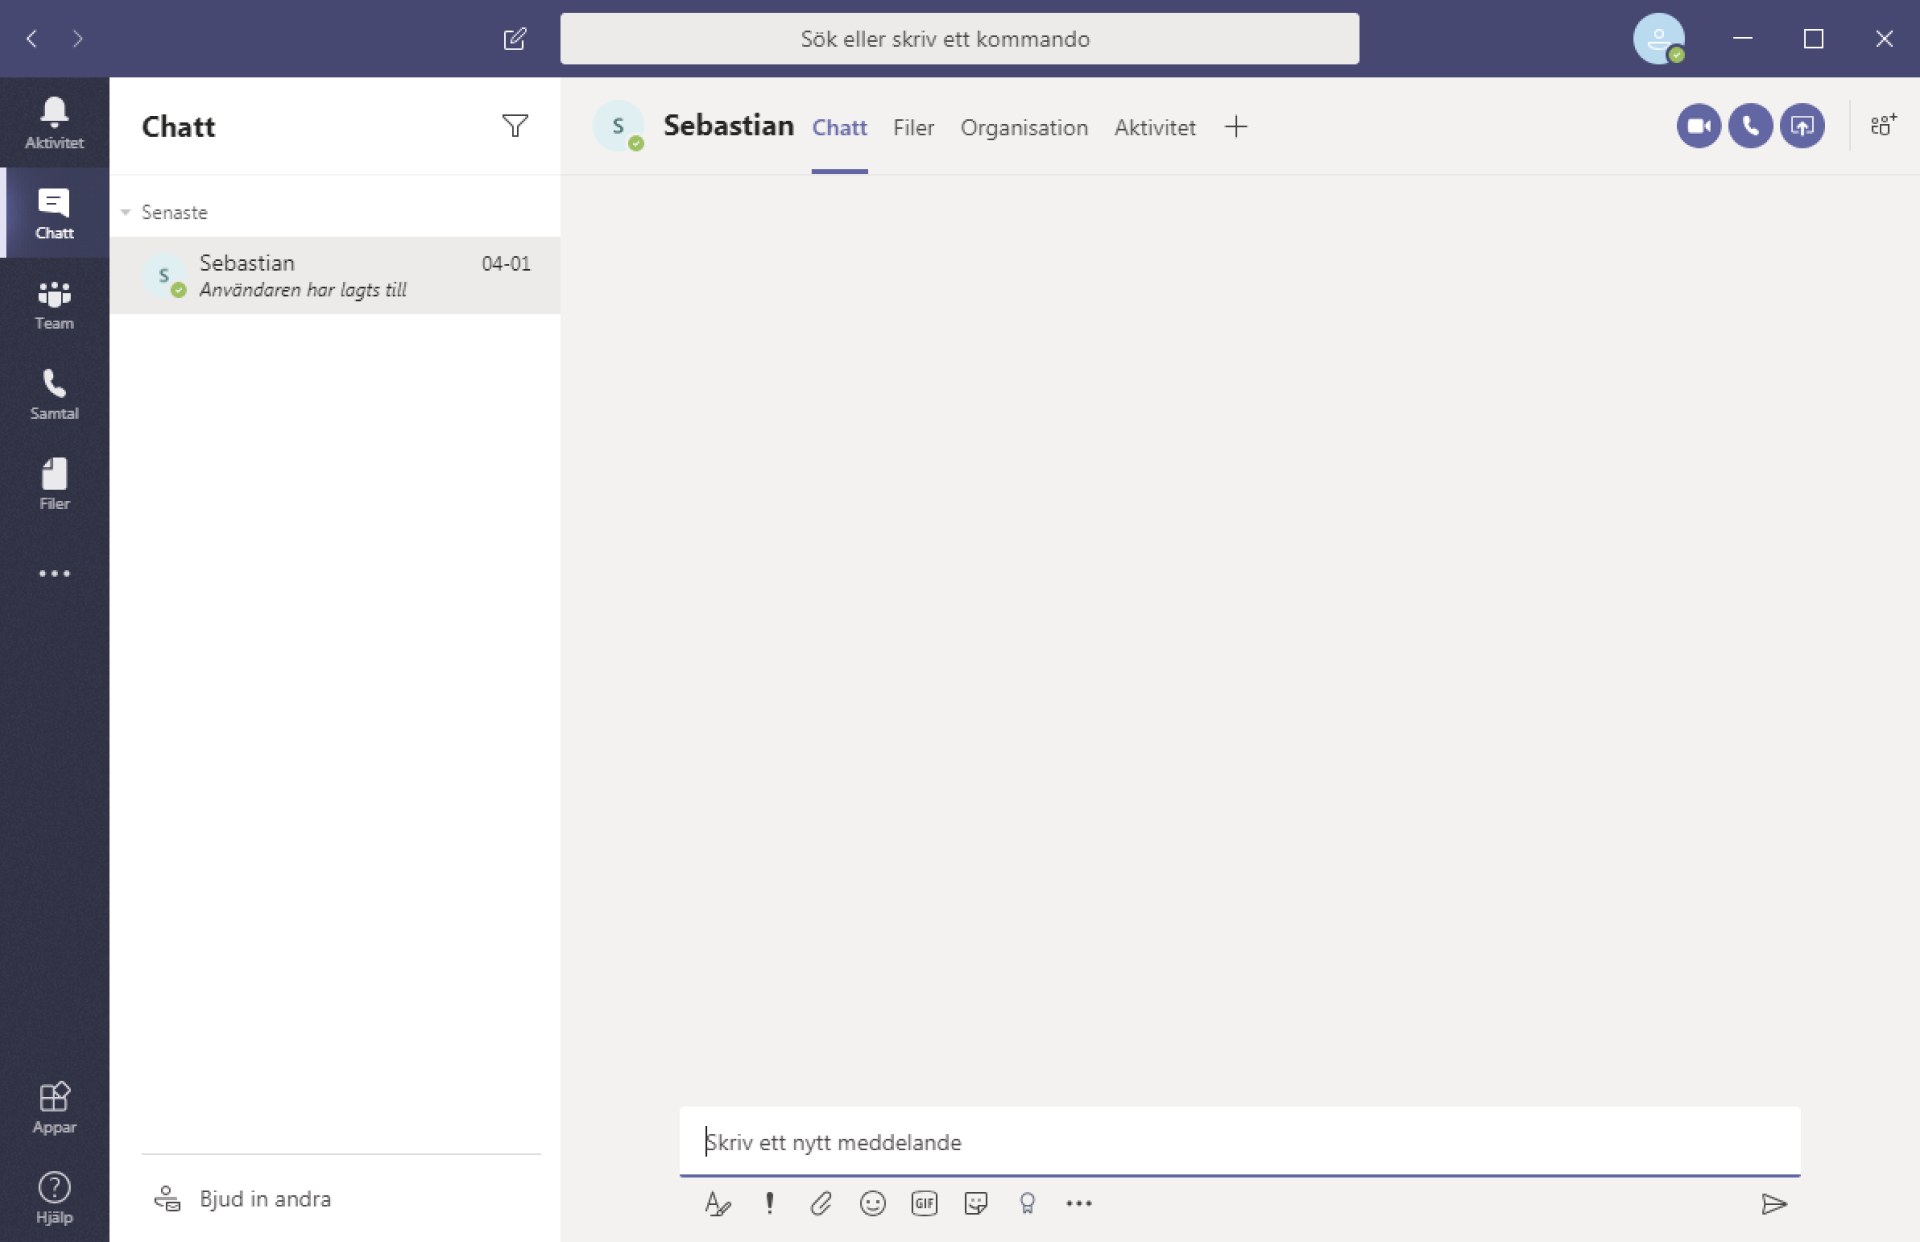 Sök eller skriv ett kommando
Aktivitet
Chatt
Team
Samtal
Filer
Appar
Hjälp
Chatt
Senaste
S
Sebastian 04-01
Användaren har lagts till
Bjud in andra
S Sebastian Chatt Filer Organisation Aktivitet
Skriv ett nytt meddelande
GIF